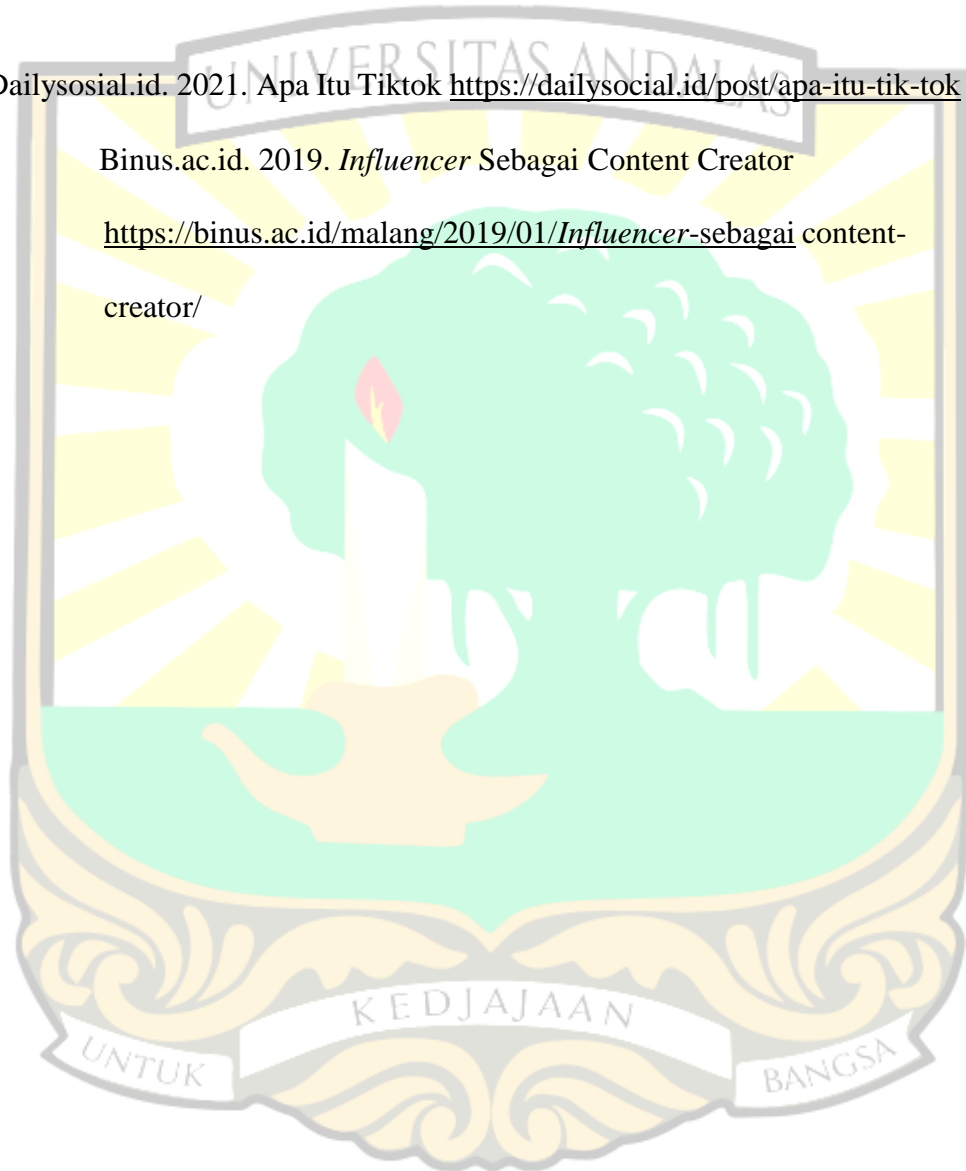 UNIVERSITAS ANDALAS
Dailysosial.id. 2021. Apa Itu Tiktok https://dailysocial.id/post/apa-itu-tik-tok
Binus.ac.id. 2019. Influencer Sebagai Content Creator
https://binus.ac.id/malang/2019/01/Influencer-sebagai content-
creator/
KEDJAJAAN
UNTUK
BANGSA